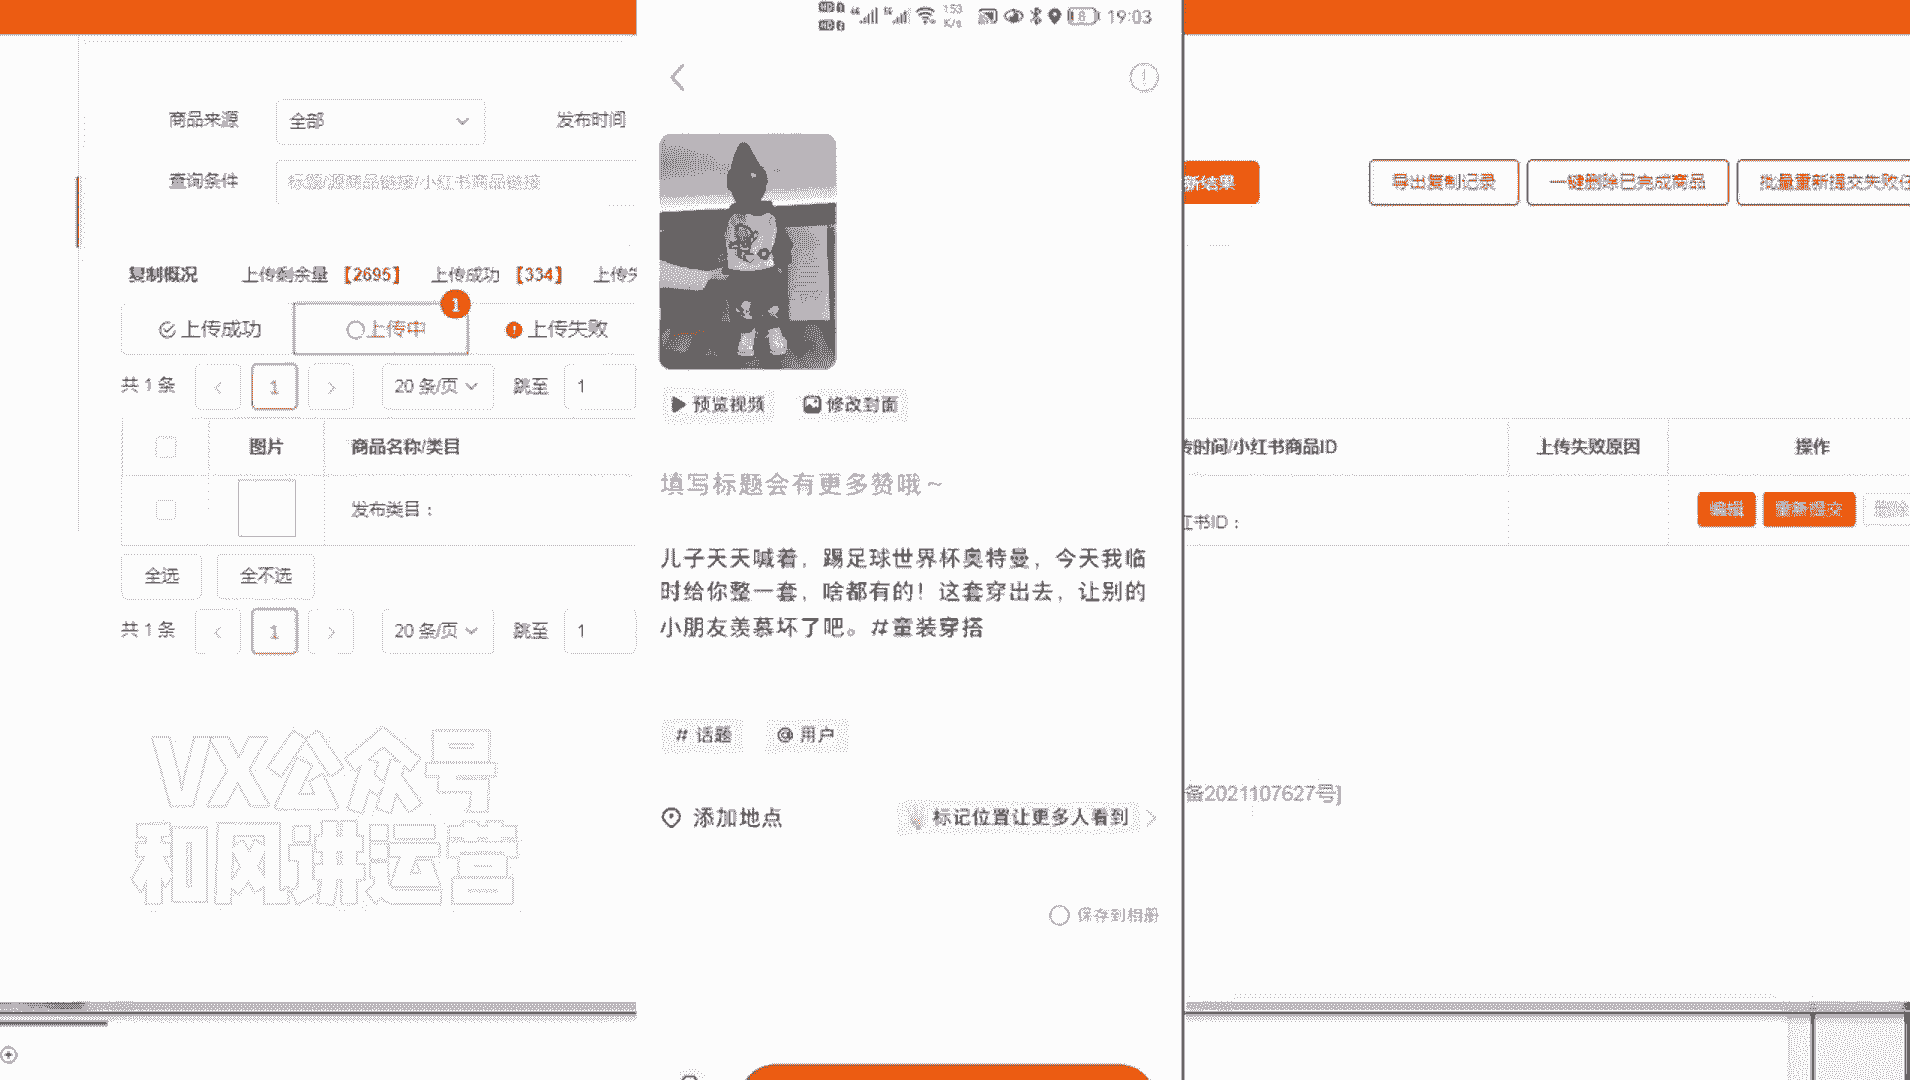 商品来源
全部
发布时间
查询条件
标题/源商品链接/小红书商品链接
复制概况
上传剩余量【2695】
上传成功【334】
上传失
上传成功
上传中
1
上传失败
共 1 条
1
20 条/页
跳至
1
图片
商品名称/类目
发布类目：
全选
全不选
共 1 条
1
20 条/页
跳至
1
VX公众号
和风讲运营
153
K/s
8
19:03
预览视频
修改封面
填写标题会有更多赞哦～
儿子天天喊着，踢足球世界杯奥特曼，今天我临
时给你整一套，啥都有的！这套穿出去，让别的
小朋友羡慕坏了吧。#童装穿搭
# 话题
@ 用户
添加地点
标记位置让更多人看到
保存到相册
新结果
导出复制记录
一键删除已完成商品
批量重新提交失败任
传时间/小红书商品ID
上传失败原因
操作
红书ID：
编辑
重新提交
删除
备2021107627号]